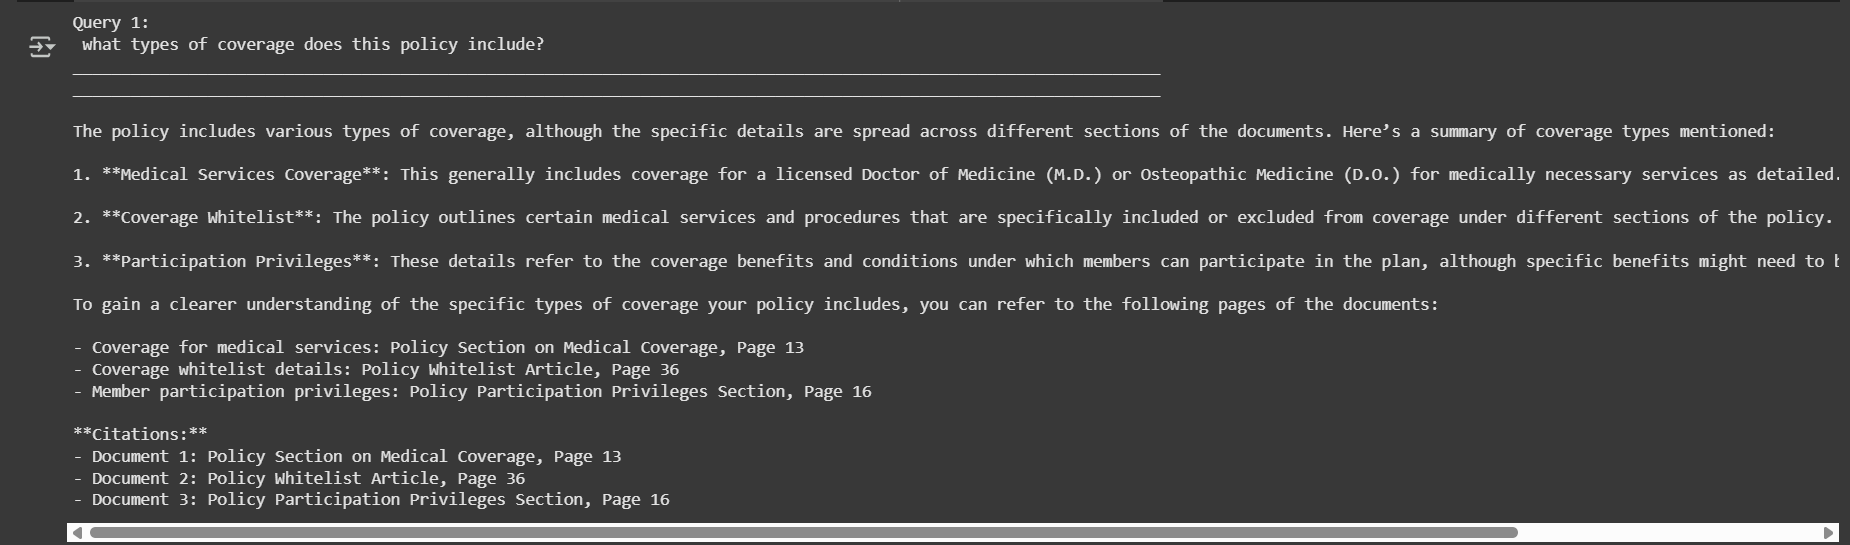 Query 1:
what types of coverage does this policy include?
The policy includes various types of coverage, although the specific details are spread across different sections of the documents. Here’s a summary of coverage types mentioned:
1. **Medical Services Coverage**: This generally includes coverage for a licensed Doctor of Medicine (M.D.) or Osteopathic Medicine (D.O.) for medically necessary services as detailed.
2. **Coverage Whitelist**: The policy outlines certain medical services and procedures that are specifically included or excluded from coverage under different sections of the policy.
3. **Participation Privileges**: These details refer to the coverage benefits and conditions under which members can participate in the plan, although specific benefits might need to
To gain a clearer understanding of the specific types of coverage your policy includes, you can refer to the following pages of the documents:
- Coverage for medical services: Policy Section on Medical Coverage, Page 13
- Coverage whitelist details: Policy Whitelist Article, Page 36
- Member participation privileges: Policy Participation Privileges Section, Page 16
**Citations:**
- Document 1: Policy Section on Medical Coverage, Page 13
- Document 2: Policy Whitelist Article, Page 36
- Document 3: Policy Participation Privileges Section, Page 16